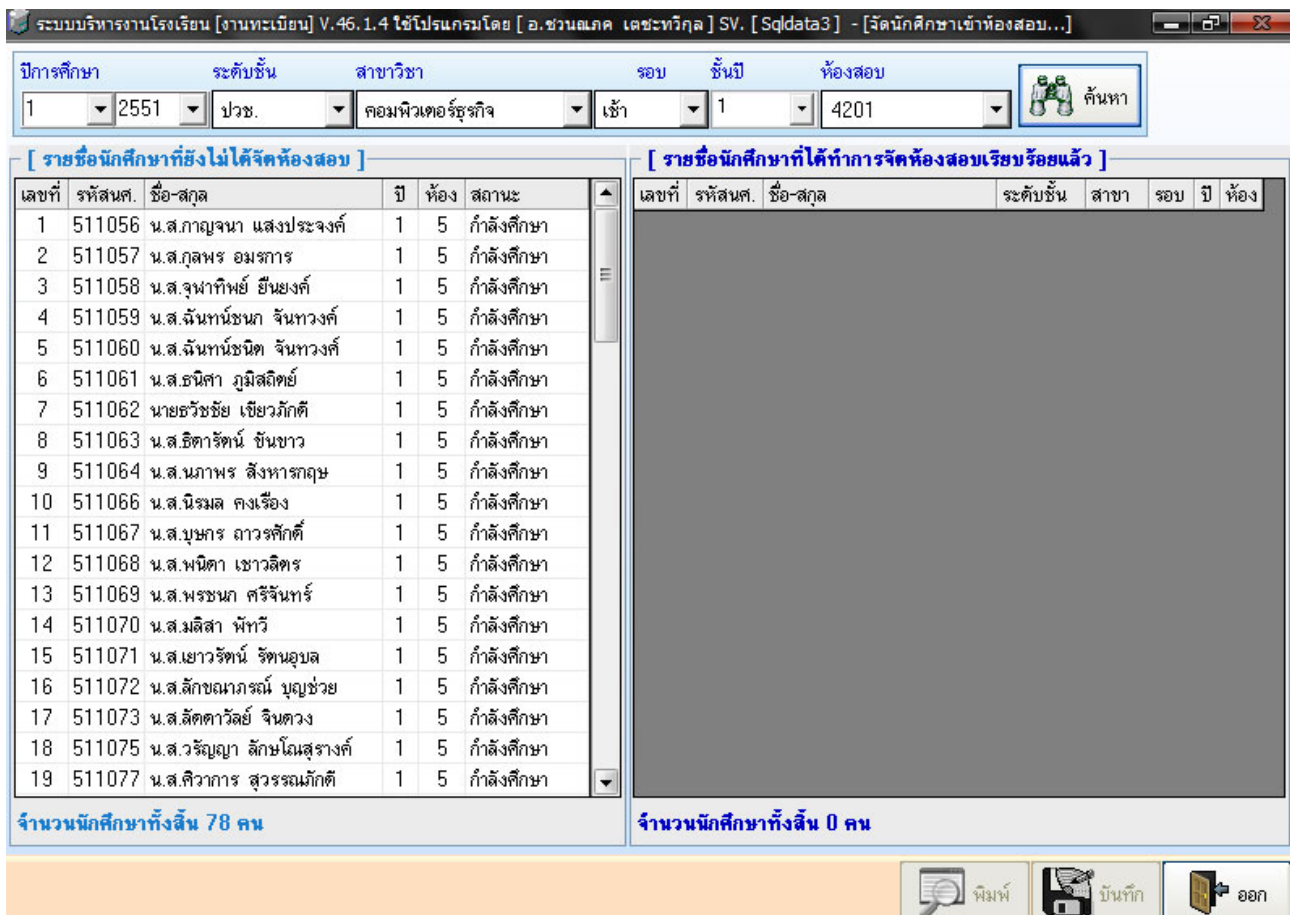 ระบบบริหารงานโรงเรียน [งานทะเบียน] V.46.1.4 ใช้โปรแกรมโดย [ อ.ชวนณภค เตชะทวีกุล ] SV. [ Sqldata3 ] - [จัดนักศึกษาเข้าห้องสอบ...]
ปีการศึกษา ระดับชั้น สาขาวิชา รอบ ชั้นปี ห้องสอบ
1 2551 ปวช. คอมพิวเตอร์ธุรกิจ เช้า 1 4201 ค้นหา
[ รายชื่อนักศึกษาที่ยังไม่ได้จัดห้องสอบ ] [ รายชื่อนักศึกษาที่ได้ทำการจัดห้องสอบเรียบร้อยแล้ว ]
เลขที่ รหัสนศ. ชื่อ-สกุล ปี ห้อง สถานะ เลขที่ รหัสนศ. ชื่อ-สกุล ระดับชั้น สาขา รอบ ปี ห้อง
1 511056 น.ส.กาญจนา แสงประจงค์ 1 5 กำลังศึกษา
2 511057 น.ส.กุลพร อมรการ 1 5 กำลังศึกษา
3 511058 น.ส.จุฬาทิพย์ ยืนยงค์ 1 5 กำลังศึกษา
4 511059 น.ส.ฉันทน์ชนก จันทวงค์ 1 5 กำลังศึกษา
5 511060 น.ส.ฉันทน์ชนิต จันทวงค์ 1 5 กำลังศึกษา
6 511061 น.ส.ธนิศา ภูมิสถิตย์ 1 5 กำลังศึกษา
7 511062 นายธวัชชัย เขียวภักดี 1 5 กำลังศึกษา
8 511063 น.ส.ธิดารัตน์ ขันขาว 1 5 กำลังศึกษา
9 511064 น.ส.นภาพร สังหารกฤษ 1 5 กำลังศึกษา
10 511066 น.ส.นิรมล คงเรือง 1 5 กำลังศึกษา
11 511067 น.ส.บุษกร ถาวรศักดิ์ 1 5 กำลังศึกษา
12 511068 น.ส.พนิดา เชาวลิตร 1 5 กำลังศึกษา
13 511069 น.ส.พรชนก ศรีจันทร์ 1 5 กำลังศึกษา
14 511070 น.ส.มลิสา พัทวี 1 5 กำลังศึกษา
15 511071 น.ส.เยาวรัตน์ รัตนอุบล 1 5 กำลังศึกษา
16 511072 น.ส.ลักขณาภรณ์ บุญช่วย 1 5 กำลังศึกษา
17 511073 น.ส.ลัดดาวัลย์ จินดวง 1 5 กำลังศึกษา
18 511075 น.ส.วรัญญา ลักษโณสุรางค์ 1 5 กำลังศึกษา
19 511077 น.ส.ศิวาการ สุวรรณภักดี 1 5 กำลังศึกษา
จำนวนนักศึกษาทั้งสิ้น 78 คน จำนวนนักศึกษาทั้งสิ้น 0 คน
พิมพ์ บันทึก ออก